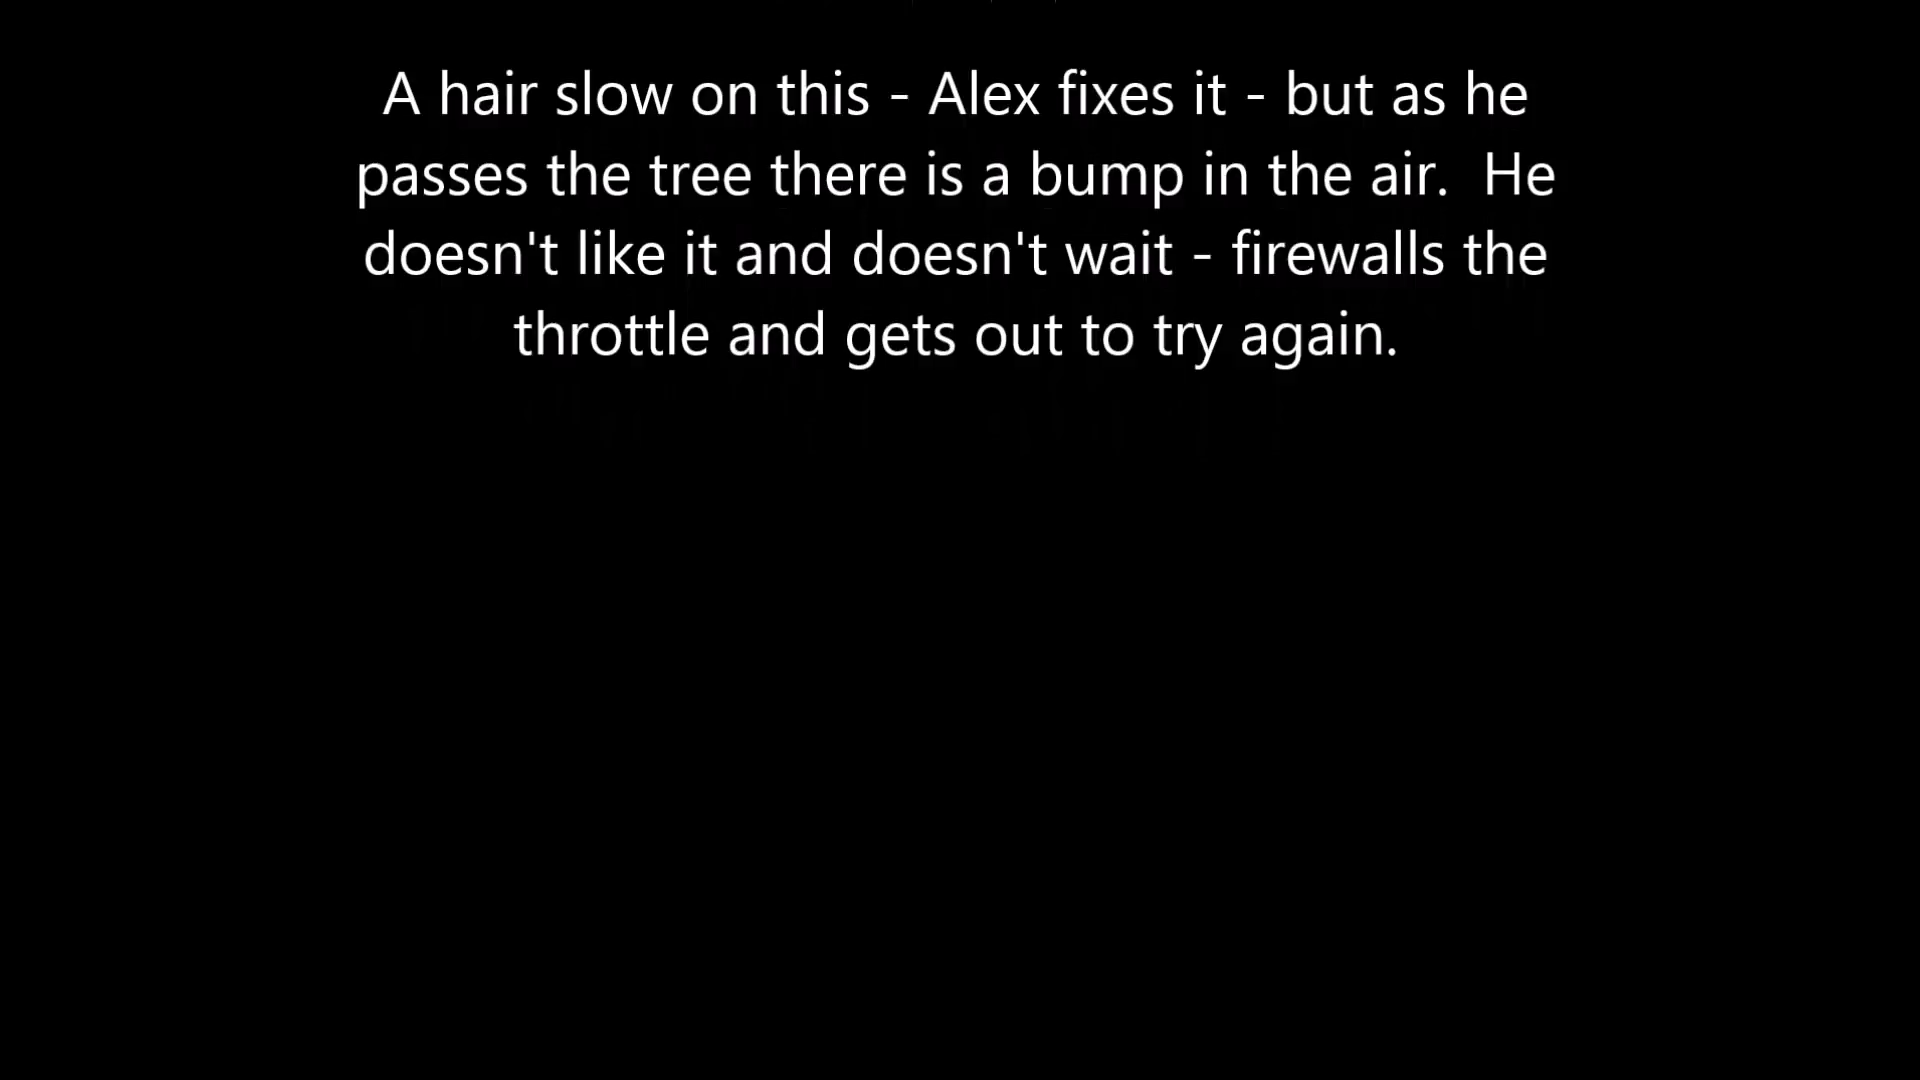 A hair slow on this - Alex fixes it - but as he
passes the tree there is a bump in the air.  He
doesn't like it and doesn't wait - firewalls the
throttle and gets out to try again.